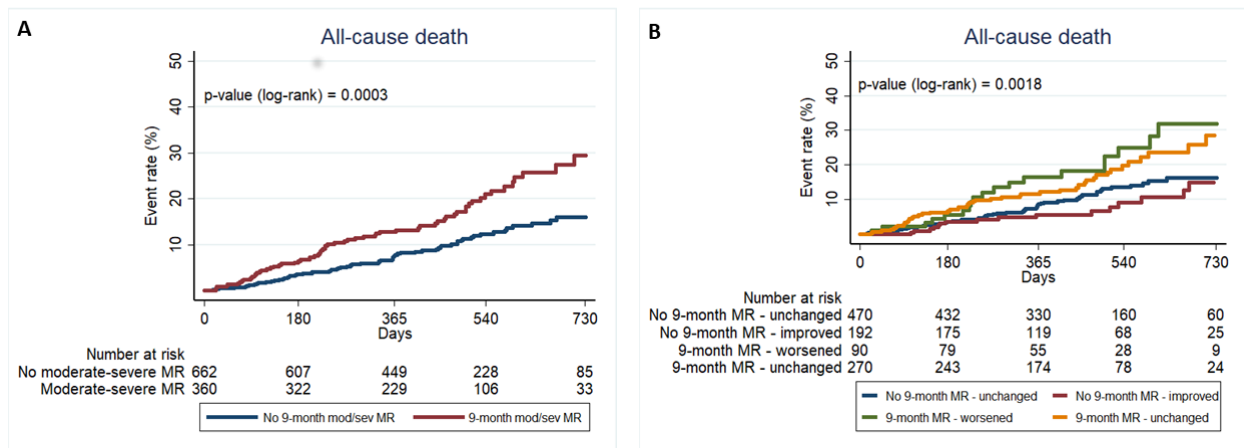 A
All-cause death
50
40
30
20
10
Event rate (%)
p-value (log-rank) = 0.0003
0 180 365 540 730
Days
Number at risk
No moderate-severe MR 662 607 449 228 85
Moderate-severe MR 360 322 229 106 33
No 9-month mod/sev MR 9-month mod/sev MR
B
All-cause death
50
40
30
20
10
Event rate (%)
p-value (log-rank) = 0.0018
0 180 365 540 730
Days
Number at risk
No 9-month MR - unchanged 470 432 330 160 60
No 9-month MR - improved 192 175 119 68 25
9-month MR - worsened 90 79 55 28 9
9-month MR - unchanged 270 243 174 78 24
No 9-month MR - unchanged No 9-month MR - improved
9-month MR - worsened 9-month MR - unchanged